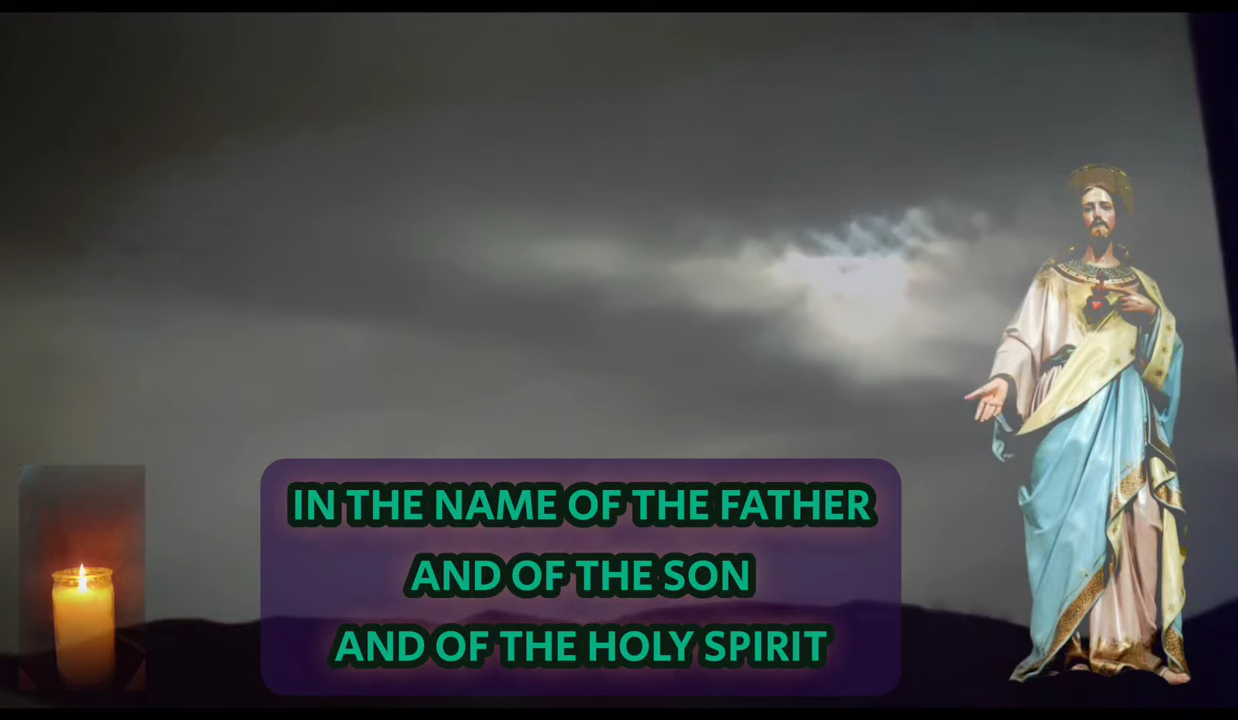 IN THE NAME OF THE FATHER
AND OF THE SON
AND OF THE HOLY SPIRIT